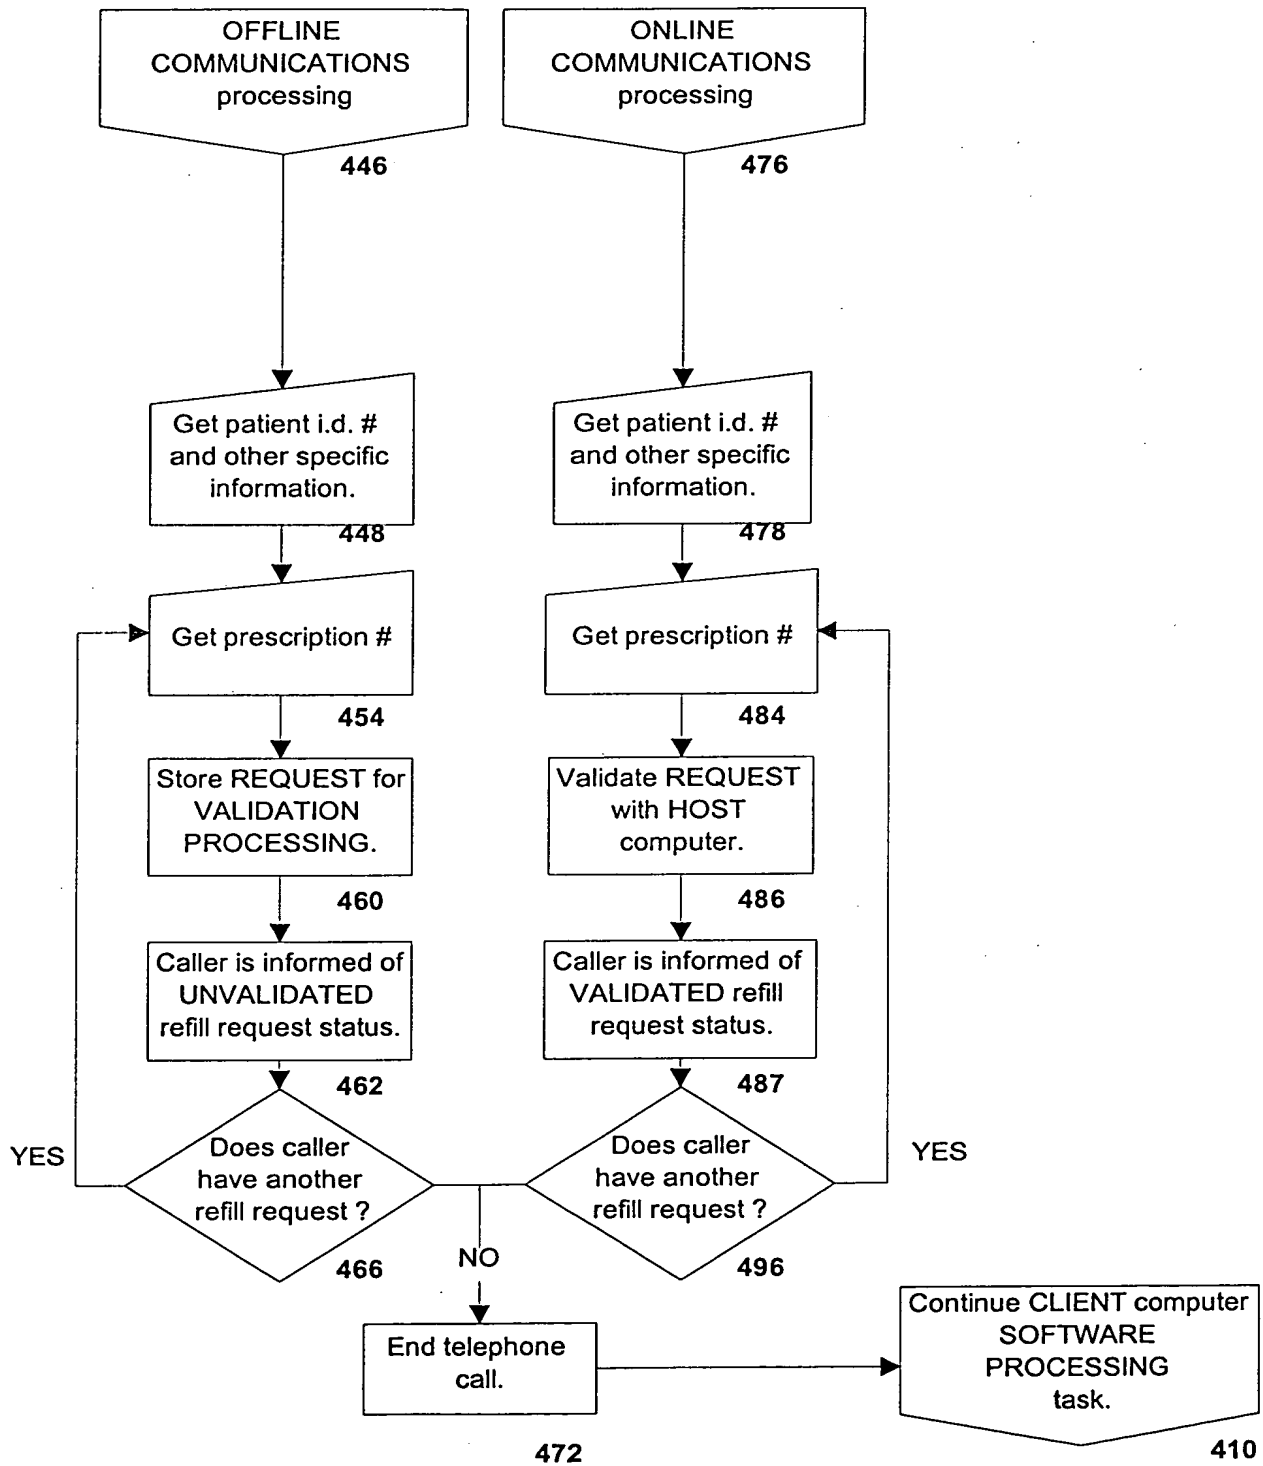 OFFLINE
COMMUNICATIONS
processing
446
ONLINE
COMMUNICATIONS
processing
476
Get patient i.d. #
and other specific
information.
448
Get patient i.d. #
and other specific
information.
478
Get prescription #
454
Get prescription #
484
Store REQUEST for
VALIDATION
PROCESSING.
460
Validate REQUEST
with HOST
computer.
486
Caller is informed of
UNVALIDATED
refill request status.
462
Caller is informed of
VALIDATED refill
request status.
487
YES
Does caller
have another
refill request ?
466
NO
Does caller
have another
refill request ?
496
YES
End telephone
call.
472
Continue CLIENT computer
SOFTWARE
PROCESSING
task.
410